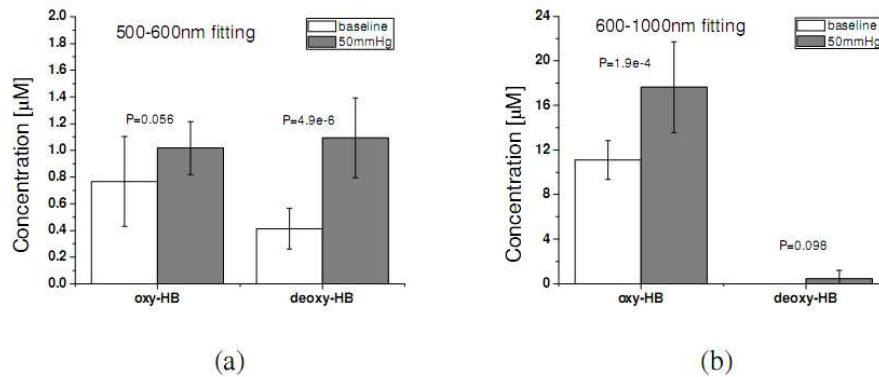 500-600nm fitting
baseline
50mmHg
Concentration [µM]
2.0
1.8
1.6
1.4
1.2
1.0
0.8
0.6
0.4
0.2
0.0
P=0.056
P=4.9e-6
oxy-HB
deoxy-HB
(a)
600-1000nm fitting
baseline
50mmHg
Concentration [µM]
24
20
16
12
8
4
0
P=1.9e-4
P=0.098
oxy-HB
deoxy-HB
(b)